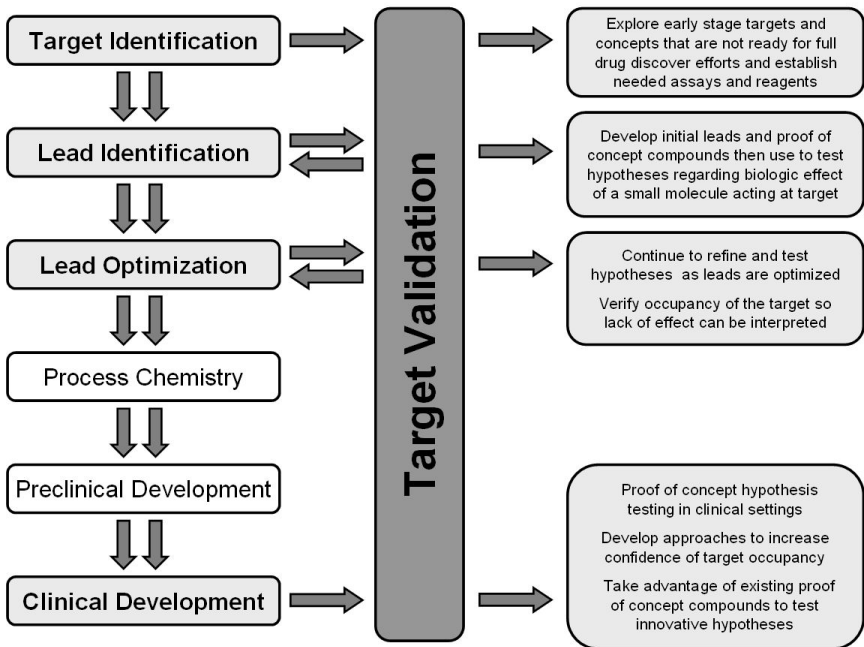 Target Identification
Explore early stage targets and
concepts that are not ready for full
drug discover efforts and establish
needed assays and reagents
Lead Identification
Develop initial leads and proof of
concept compounds then use to test
hypotheses regarding biologic effect
of a small molecule acting at target
Target Validation
Lead Optimization
Continue to refine and test
hypotheses as leads are optimized
Verify occupancy of the target so
lack of effect can be interpreted
Process Chemistry
Preclinical Development
Clinical Development
Proof of concept hypothesis
testing in clinical settings
Develop approaches to increase
confidence of target occupancy
Take advantage of existing proof
of concept compounds to test
innovative hypotheses